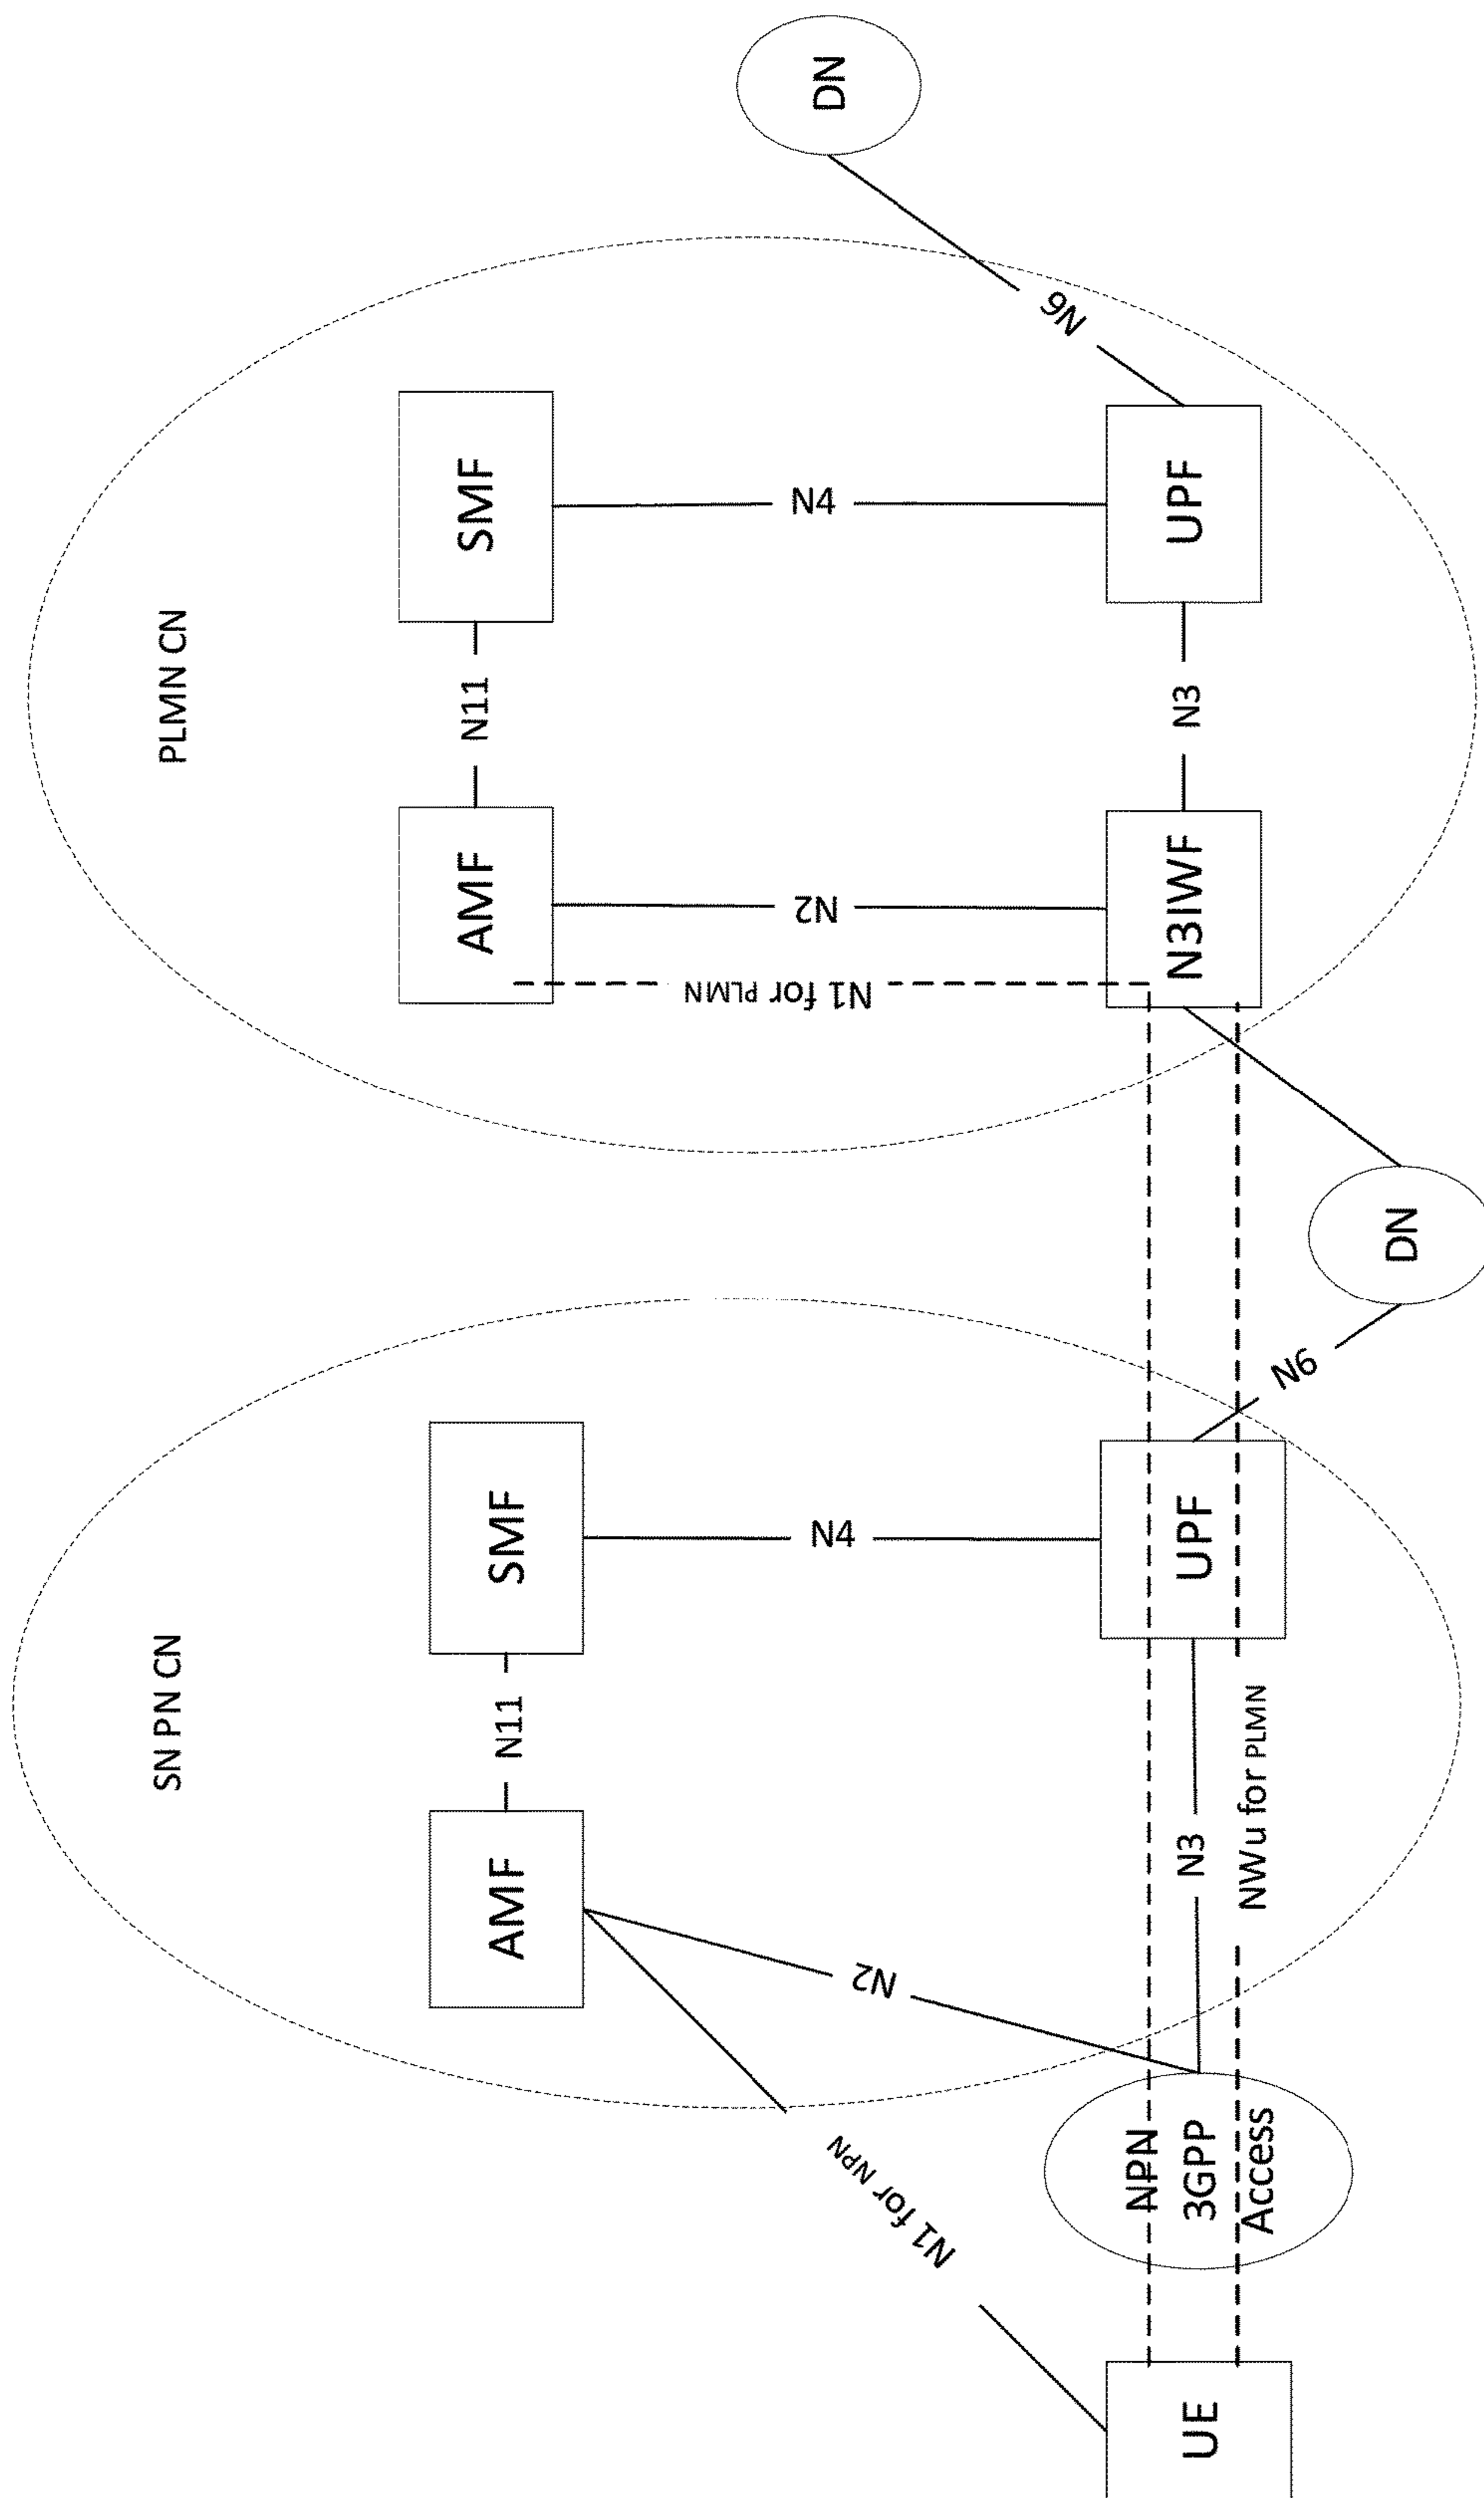 SN PN CN
PLMN CN
AMF
N11
SMF
AMF
N11
SMF
N1 for NPN
N2
N4
N1 for PLMN
N2
N4
N6
DN
UE
NPN
3GPP
Access
N3
UPF
N3IWF
N3
UPF
NWu for PLMN
N6
DN